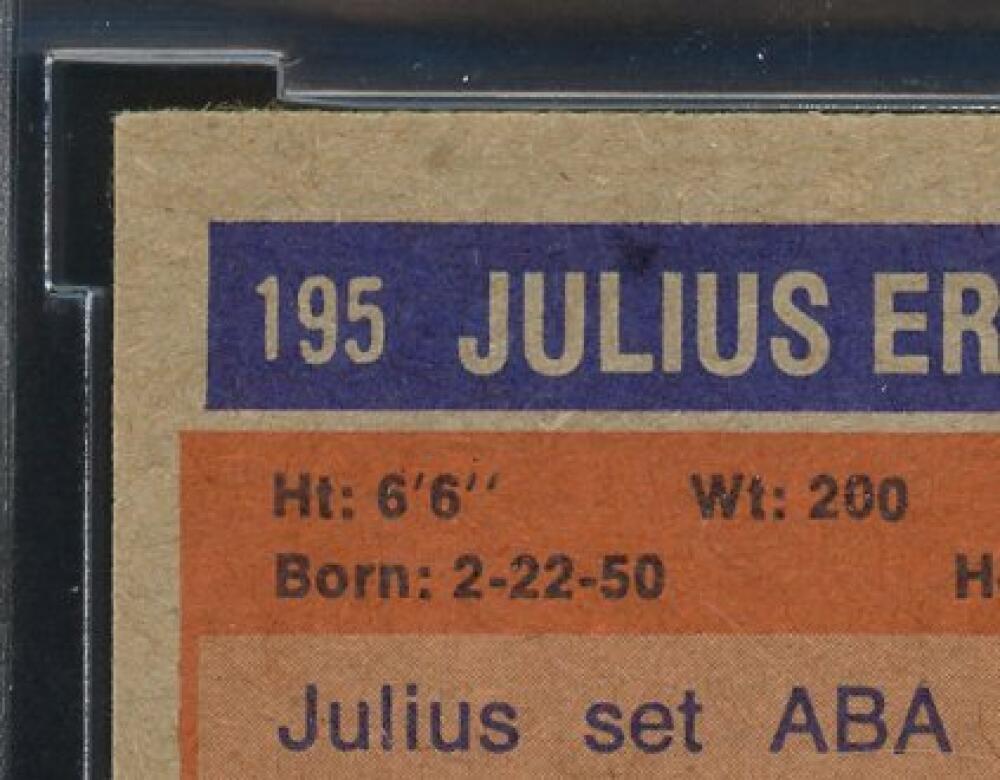 195 JULIUS ER
Ht: 6'6'' Wt: 200
Born: 2-22-50 H
Julius set ABA